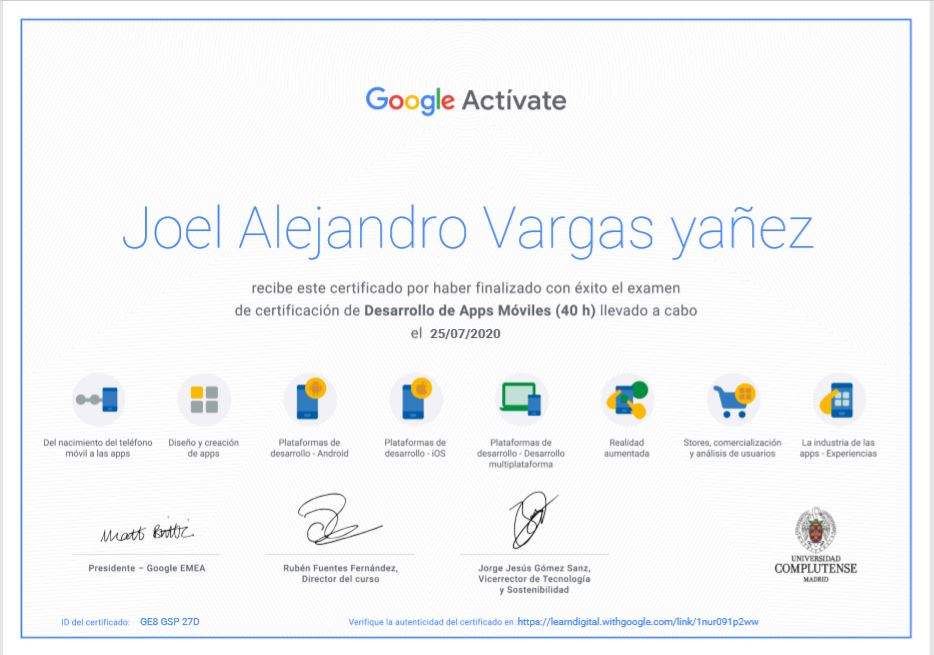 Google Actívate
Joel Alejandro Vargas yañez
recibe este certificado por haber finalizado con éxito el examen
de certificación de Desarrollo de Apps Móviles (40 h) llevado a cabo
el 25/07/2020
Del nacimiento del teléfono
móvil a las apps
Diseño y creación
de apps
Plataformas de
desarrollo - Android
Plataformas de
desarrollo - iOS
Plataformas de
desarrollo - Desarrollo
multiplataforma
Realidad
aumentada
Stores, comercialización
y análisis de usuarios
La industria de las
apps - Experiencias
Matt Brittin
Presidente – Google EMEA
Rubén Fuentes Fernández,
Director del curso
Jorge Jesús Gómez Sanz,
Vicerrector de Tecnología
y Sostenibilidad
UNIVERSIDAD
COMPLUTENSE
MADRID
ID del certificado: GE8 GSP 27D
Verifique la autenticidad del certificado en: https://learndigital.withgoogle.com/link/1nur091p2ww